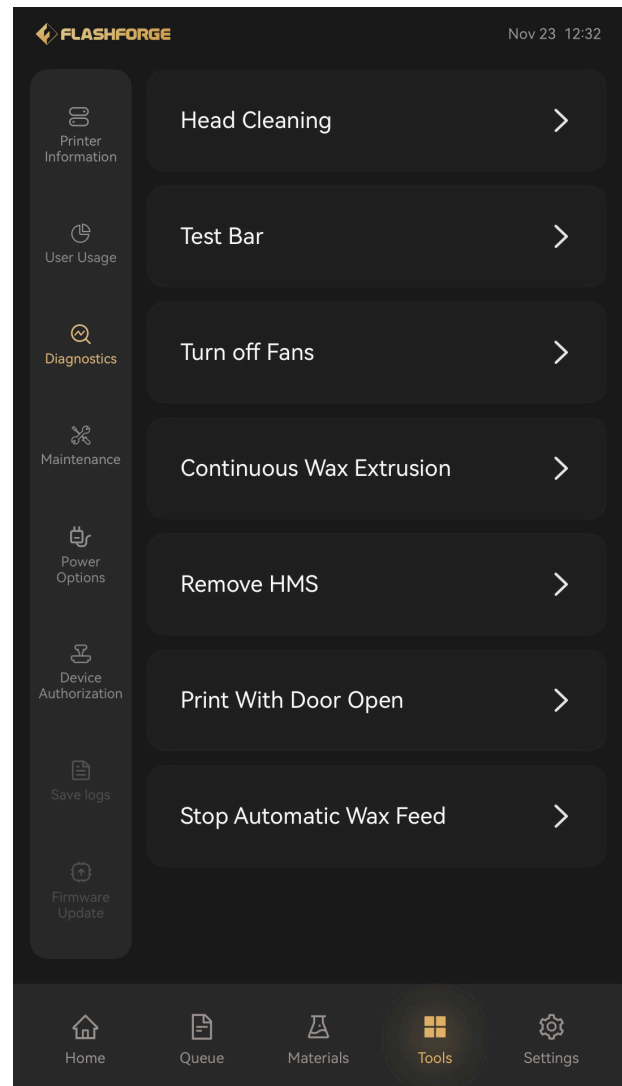 FLASHFORGE
Nov 23 12:32
Printer
Information
User Usage
Diagnostics
Maintenance
Power
Options
Device
Authorization
Save logs
Firmware
Update
Head Cleaning
Test Bar
Turn off Fans
Continuous Wax Extrusion
Remove HMS
Print With Door Open
Stop Automatic Wax Feed
Home
Queue
Materials
Tools
Settings